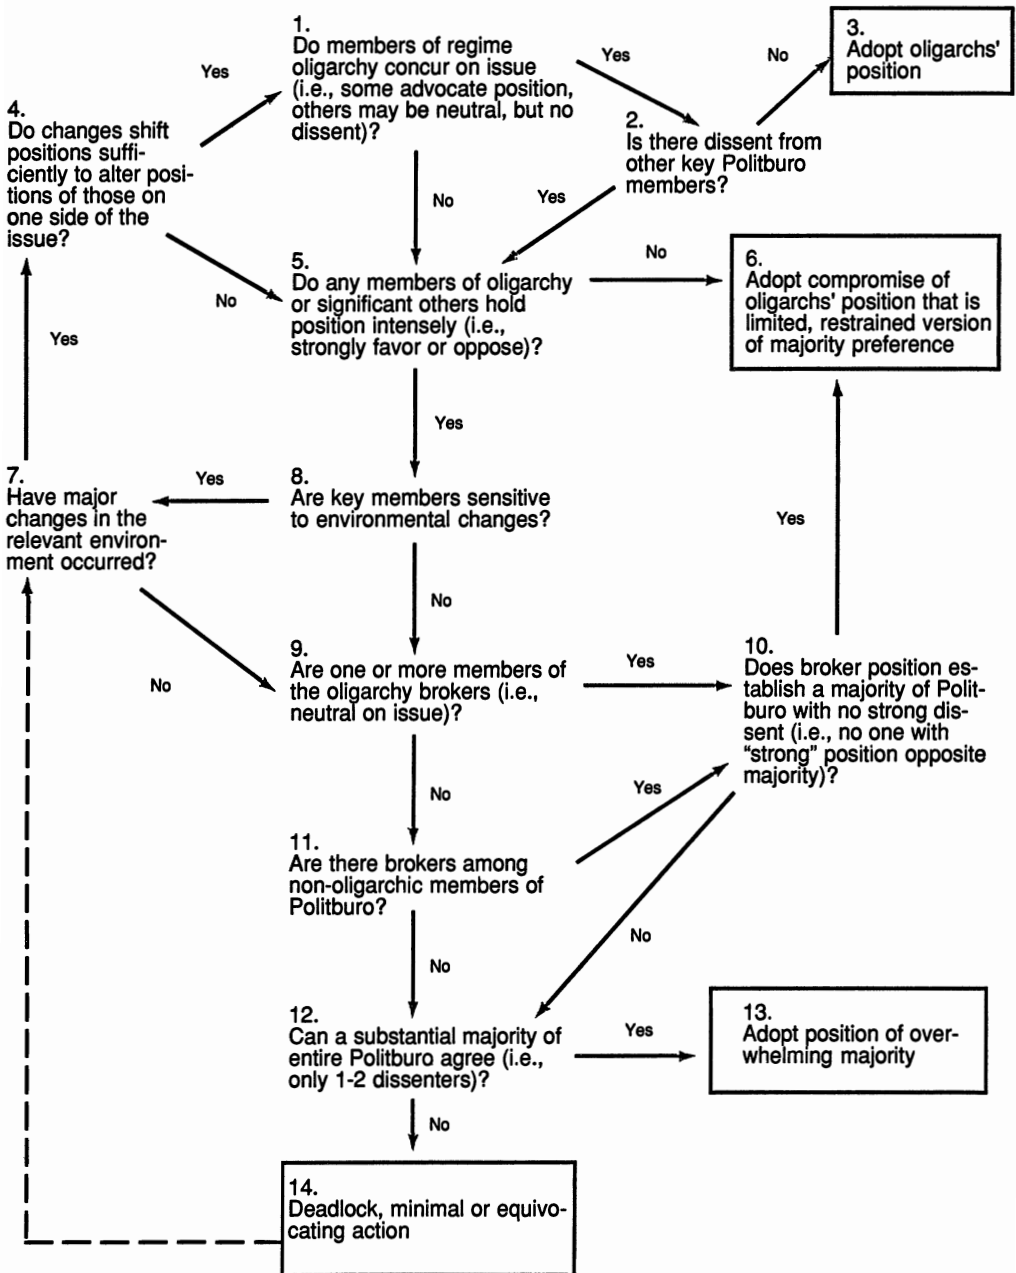 1.
Do members of regime
oligarchy concur on issue
(i.e., some advocate position,
others may be neutral, but no
dissent)?
Yes
Yes
No
3.
Adopt oligarchs'
position
4.
Do changes shift
positions suffi-
ciently to alter posi-
tions of those on
one side of the
issue?
2.
Is there dissent from
other key Politburo
members?
No
Yes
No
5.
Do any members of oligarchy
or significant others hold
position intensely (i.e.,
strongly favor or oppose)?
No
6.
Adopt compromise of
oligarchs' position that is
limited, restrained version
of majority preference
Yes
Yes
7.
Have major
changes in the
relevant environ-
ment occurred?
Yes
8.
Are key members sensitive
to environmental changes?
Yes
No
No
9.
Are one or more members of
the oligarchy brokers (i.e.,
neutral on issue)?
Yes
10.
Does broker position es-
tablish a majority of Polit-
buro with no strong dis-
sent (i.e., no one with
"strong" position opposite
majority)?
No
Yes
11.
Are there brokers among
non-oligarchic members of
Politburo?
No
No
12.
Can a substantial majority of
entire Politburo agree (i.e.,
only 1-2 dissenters)?
Yes
13.
Adopt position of over-
whelming majority
No
14.
Deadlock, minimal or equivo-
cating action